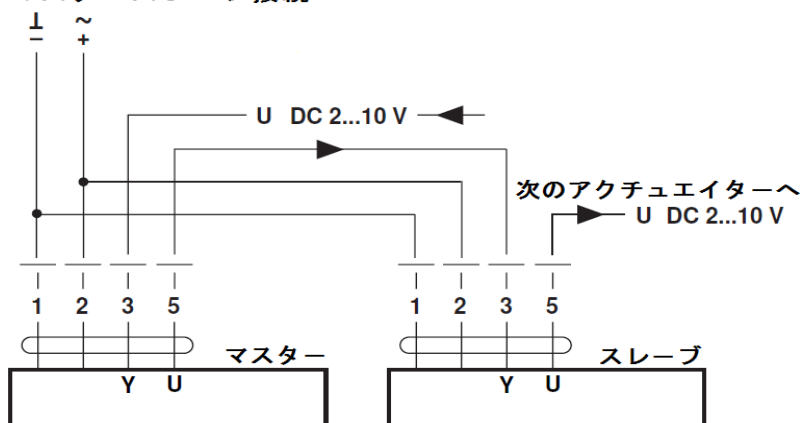 ⊥ ~
− +
U DC 2...10 V
次のアクチュエイターへ
U DC 2...10 V
1 2 3 5
1 2 3 5
マスター
スレーブ
Y U
Y U